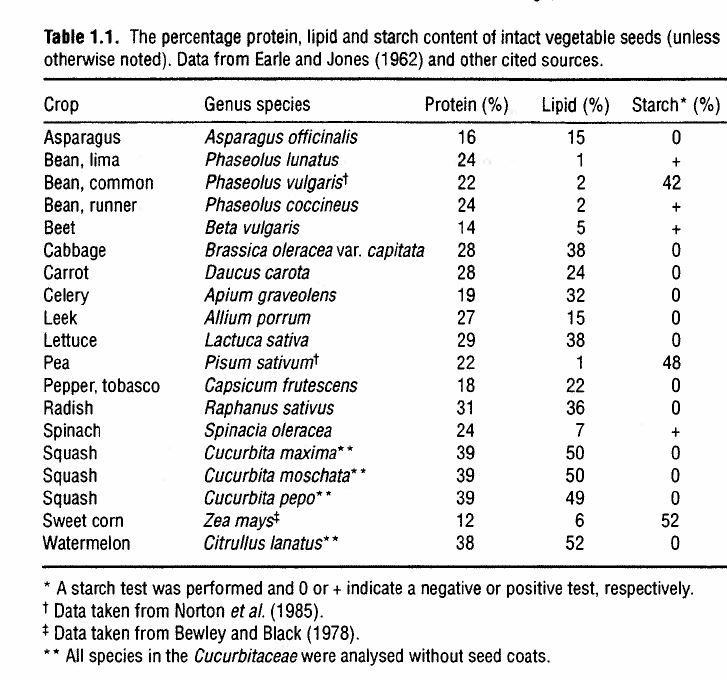 Table 1.1. The percentage protein, lipid and starch content of intact vegetable seeds (unless
otherwise noted). Data from Earle and Jones (1962) and other cited sources.
Crop Genus species Protein (%) Lipid (%) Starch* (%)
Asparagus Asparagus officinalis 16 15 0
Bean, lima Phaseolus lunatus 24 1 +
Bean, common Phaseolus vulgaris† 22 2 42
Bean, runner Phaseolus coccineus 24 2 +
Beet Beta vulgaris 14 5 +
Cabbage Brassica oleracea var. capitata 28 38 0
Carrot Daucus carota 28 24 0
Celery Apium graveolens 19 32 0
Leek Allium porrum 27 15 0
Lettuce Lactuca sativa 29 38 0
Pea Pisum sativum† 22 1 48
Pepper, tobasco Capsicum frutescens 18 22 0
Radish Raphanus sativus 31 36 0
Spinach Spinacia oleracea 24 7 +
Squash Cucurbita maxima** 39 50 0
Squash Cucurbita moschata** 39 50 0
Squash Cucurbita pepo** 39 49 0
Sweet corn Zea mays‡ 12 6 52
Watermelon Citrullus lanatus** 38 52 0
* A starch test was performed and 0 or + indicate a negative or positive test, respectively.
† Data taken from Norton et al. (1985).
‡ Data taken from Bewley and Black (1978).
** All species in the Cucurbitaceae were analysed without seed coats.